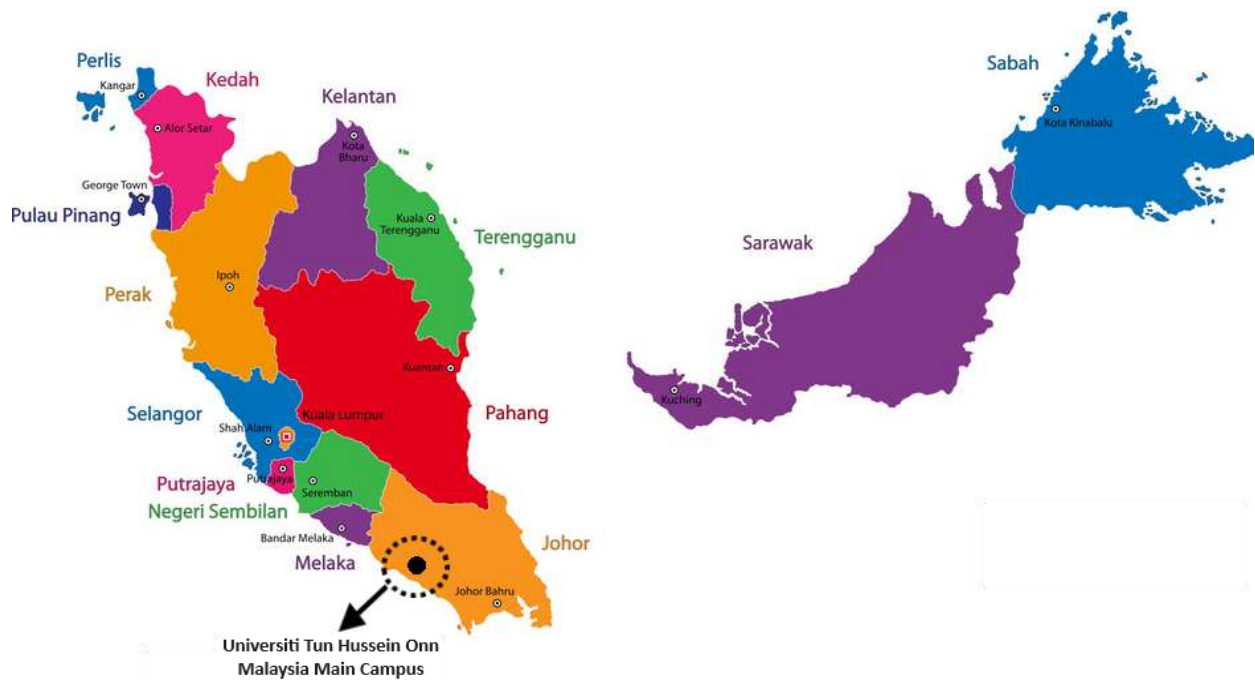 Perlis
Kangar
Kedah
Alor Setar
Kelantan
Kota
Bharu
George Town
Pulau Pinang
Kuala
Terengganu
Terengganu
Ipoh
Perak
Kuantan
Selangor
Kuala Lumpur
Pahang
Shah Alam
Putrajaya
Putrajaya
Seremban
Negeri Sembilan
Bandar Melaka
Melaka
Johor
Johor Bahru
Universiti Tun Hussein Onn
Malaysia Main Campus
Sabah
Kota Kinabalu
Sarawak
Kuching